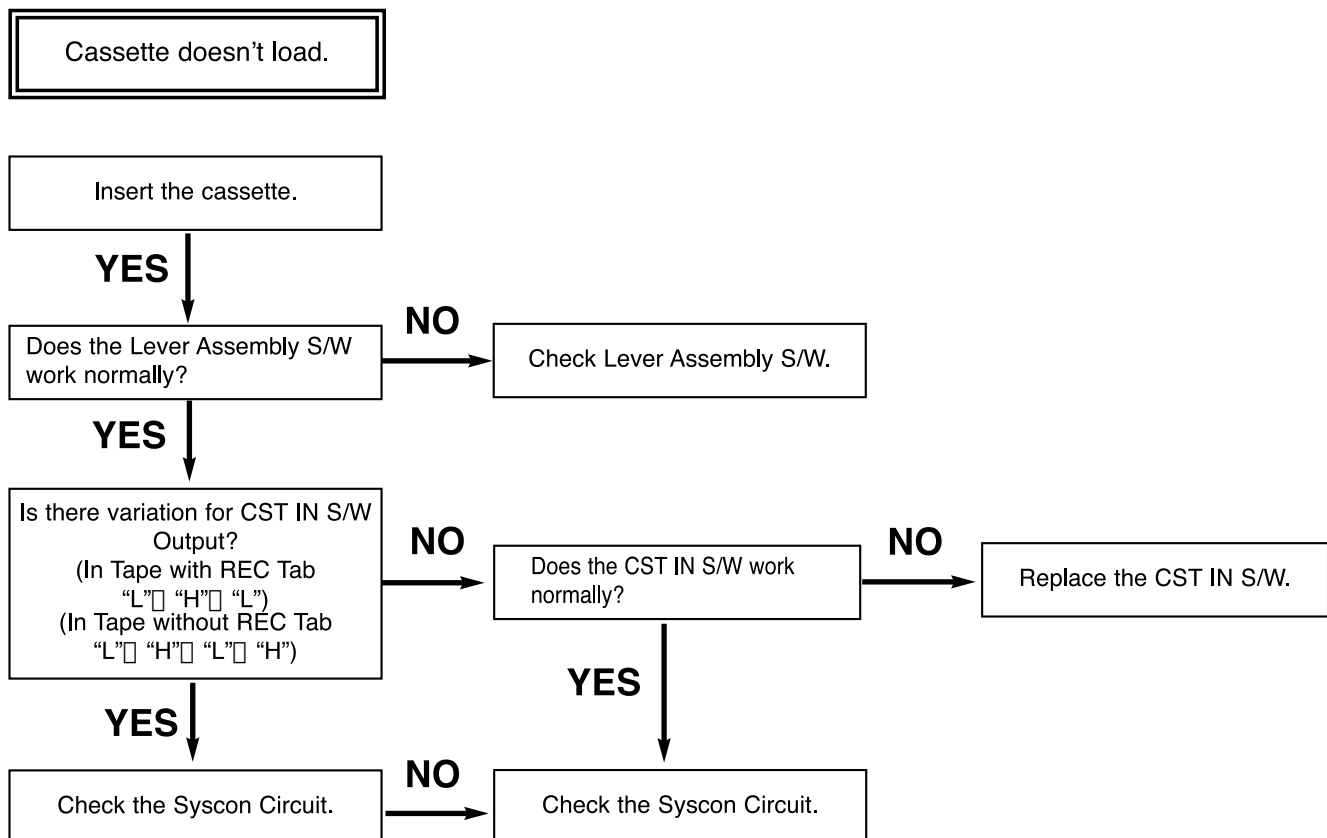 Cassette doesn’t load.
Insert the cassette.
YES
Does the Lever Assembly S/W
work normally?
NO
Check Lever Assembly S/W.
YES
Is there variation for CST IN S/W
Output?
(In Tape with REC Tab
“L”▯ “H”▯ “L”)
(In Tape without REC Tab
“L”▯ “H”▯ “L”▯ “H”)
NO
Does the CST IN S/W work
normally?
NO
Replace the CST IN S/W.
YES
YES
Check the Syscon Circuit.
NO
Check the Syscon Circuit.